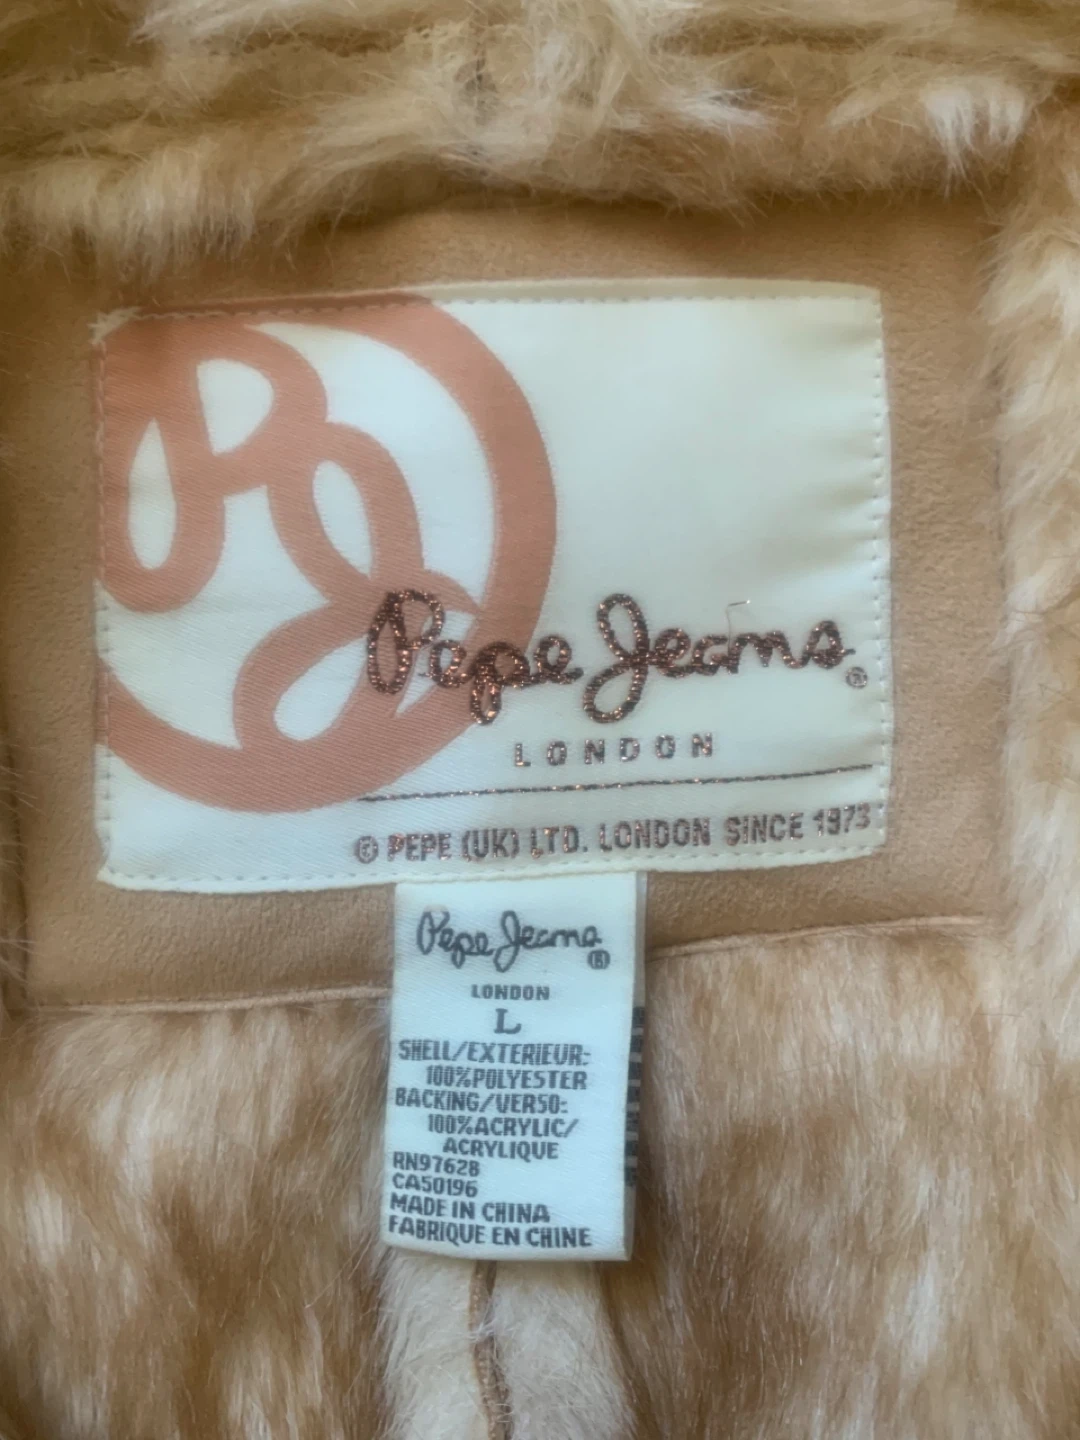 Pepe Jeans®
LONDON
© PEPE (UK) LTD. LONDON SINCE 1973
Pepe Jeans®
LONDON
L
SHELL/EXTERIEUR:
100%POLYESTER
BACKING/VERSO:
100%ACRYLIC/
ACRYLIQUE
RN97628
CA50196
MADE IN CHINA
FABRIQUE EN CHINE